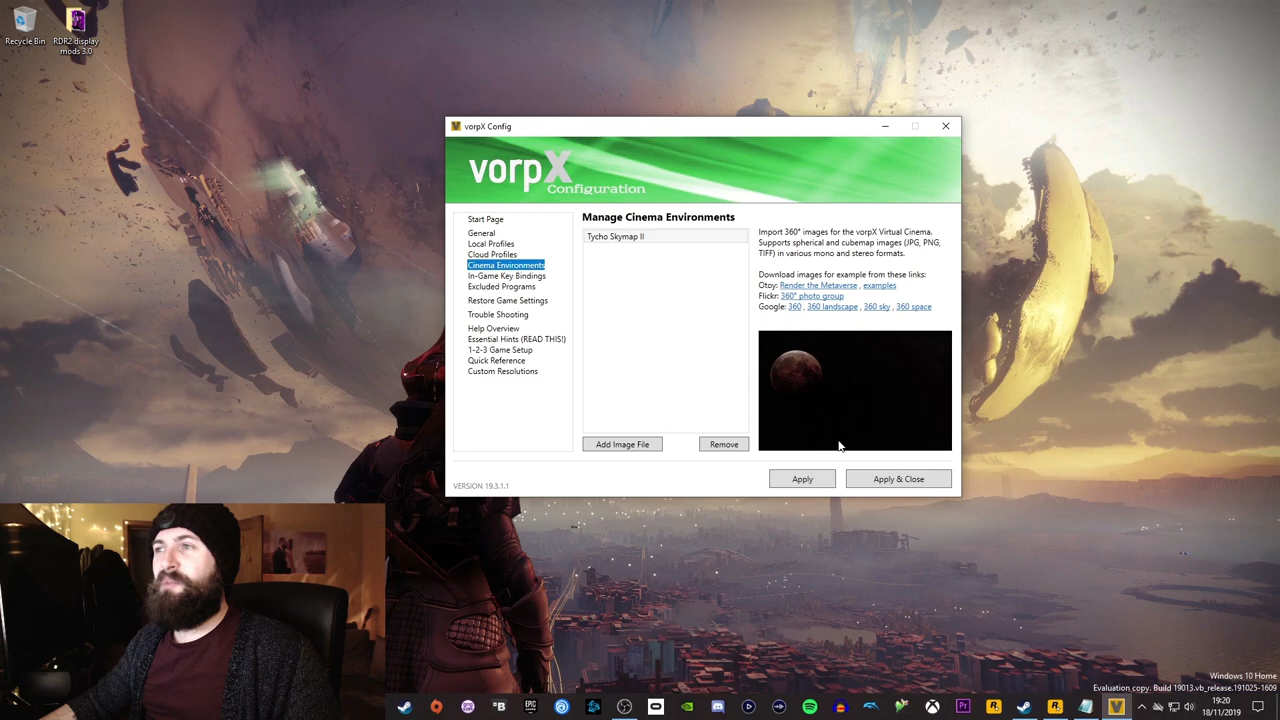 Recycle Bin
RDR2 display
mods 3.0
vorpX Config
vorpX
Configuration
Start Page
General
Local Profiles
Cloud Profiles
Cinema Environments
In-Game Key Bindings
Excluded Programs
Restore Game Settings
Trouble Shooting
Help Overview
Essential Hints (READ THIS!)
1-2-3 Game Setup
Quick Reference
Custom Resolutions
VERSION 19.3.1.1
Manage Cinema Environments
Tycho Skymap II
Add Image File
Remove
Import 360° images for the vorpX Virtual Cinema.
Supports spherical and cubemap images (JPG, PNG,
TIFF) in various mono and stereo formats.
Download images for example from these links:
Otoy: Render the Metaverse , examples
Flickr: 360° photo group
Google: 360 , 360 landscape , 360 sky , 360 space
Apply
Apply & Close
Windows 10 Home
Evaluation copy. Build 19013.vb_release.191025-1609
EPIC
GAMES
19:20
18/11/2019